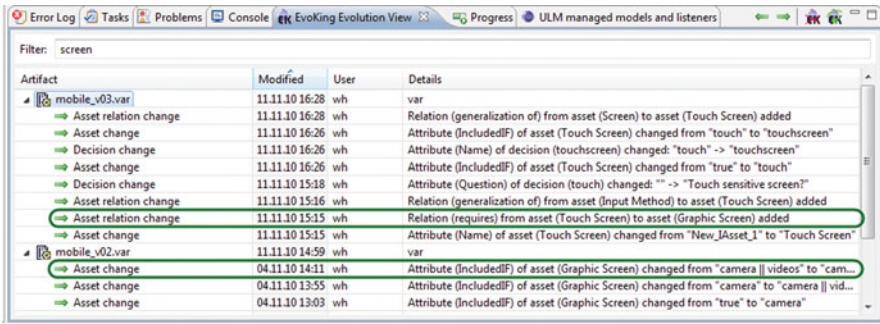 Error Log Tasks Problems Console EvoKing Evolution View Progress ULM managed models and listeners EK EK
Filter: screen
Artifact Modified User Details
mobile_v03.var 11.11.10 16:28 wh var
Asset relation change 11.11.10 16:28 wh Relation (generalization of) from asset (Screen) to asset (Touch Screen) added
Asset change 11.11.10 16:26 wh Attribute (IncludedIF) of asset (Touch Screen) changed from "touch" to "touchscreen"
Decision change 11.11.10 16:26 wh Attribute (Name) of decision (touchscreen) changed: "touch" -> "touchscreen"
Asset change 11.11.10 16:26 wh Attribute (IncludedIF) of asset (Touch Screen) changed from "true" to "touch"
Decision change 11.11.10 15:18 wh Attribute (Question) of decision (touch) changed: "" -> "Touch sensitive screen?"
Asset relation change 11.11.10 15:16 wh Relation (generalization of) from asset (Input Method) to asset (Touch Screen) added
Asset relation change 11.11.10 15:15 wh Relation (requires) from asset (Touch Screen) to asset (Graphic Screen) added
Asset change 11.11.10 15:15 wh Attribute (Name) of asset (Touch Screen) changed from "New_IAsset_1" to "Touch Screen"
mobile_v02.var 11.11.10 14:59 wh var
Asset change 04.11.10 14:11 wh Attribute (IncludedIF) of asset (Graphic Screen) changed from "camera || videos" to "cam...
Asset change 04.11.10 13:55 wh Attribute (IncludedIF) of asset (Graphic Screen) changed from "camera" to "camera || vid...
Asset change 04.11.10 13:03 wh Attribute (IncludedIF) of asset (Graphic Screen) changed from "true" to "camera"